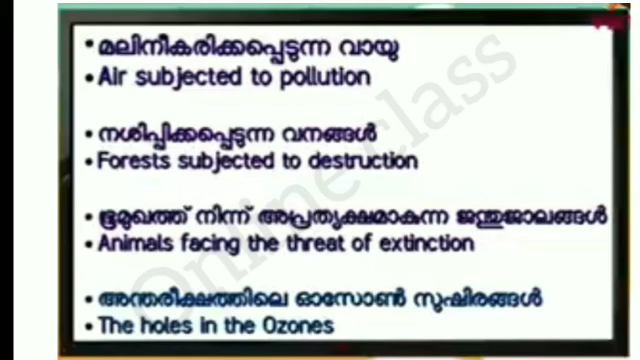 • മലിനീകരിക്കപ്പെടുന്ന വായു
• Air subjected to pollution
• നശിപ്പിക്കപ്പെടുന്ന വനങ്ങൾ
• Forests subjected to destruction
• ഭൂമുഖത്ത് നിന്ന് അപ്രത്യക്ഷമാകുന്ന ജന്തുജാലങ്ങൾ
• Animals facing the threat of extinction
• അന്തരീക്ഷത്തിലെ ഓസോൺ സുഷിരങ്ങൾ
• The holes in the Ozones
Online Class